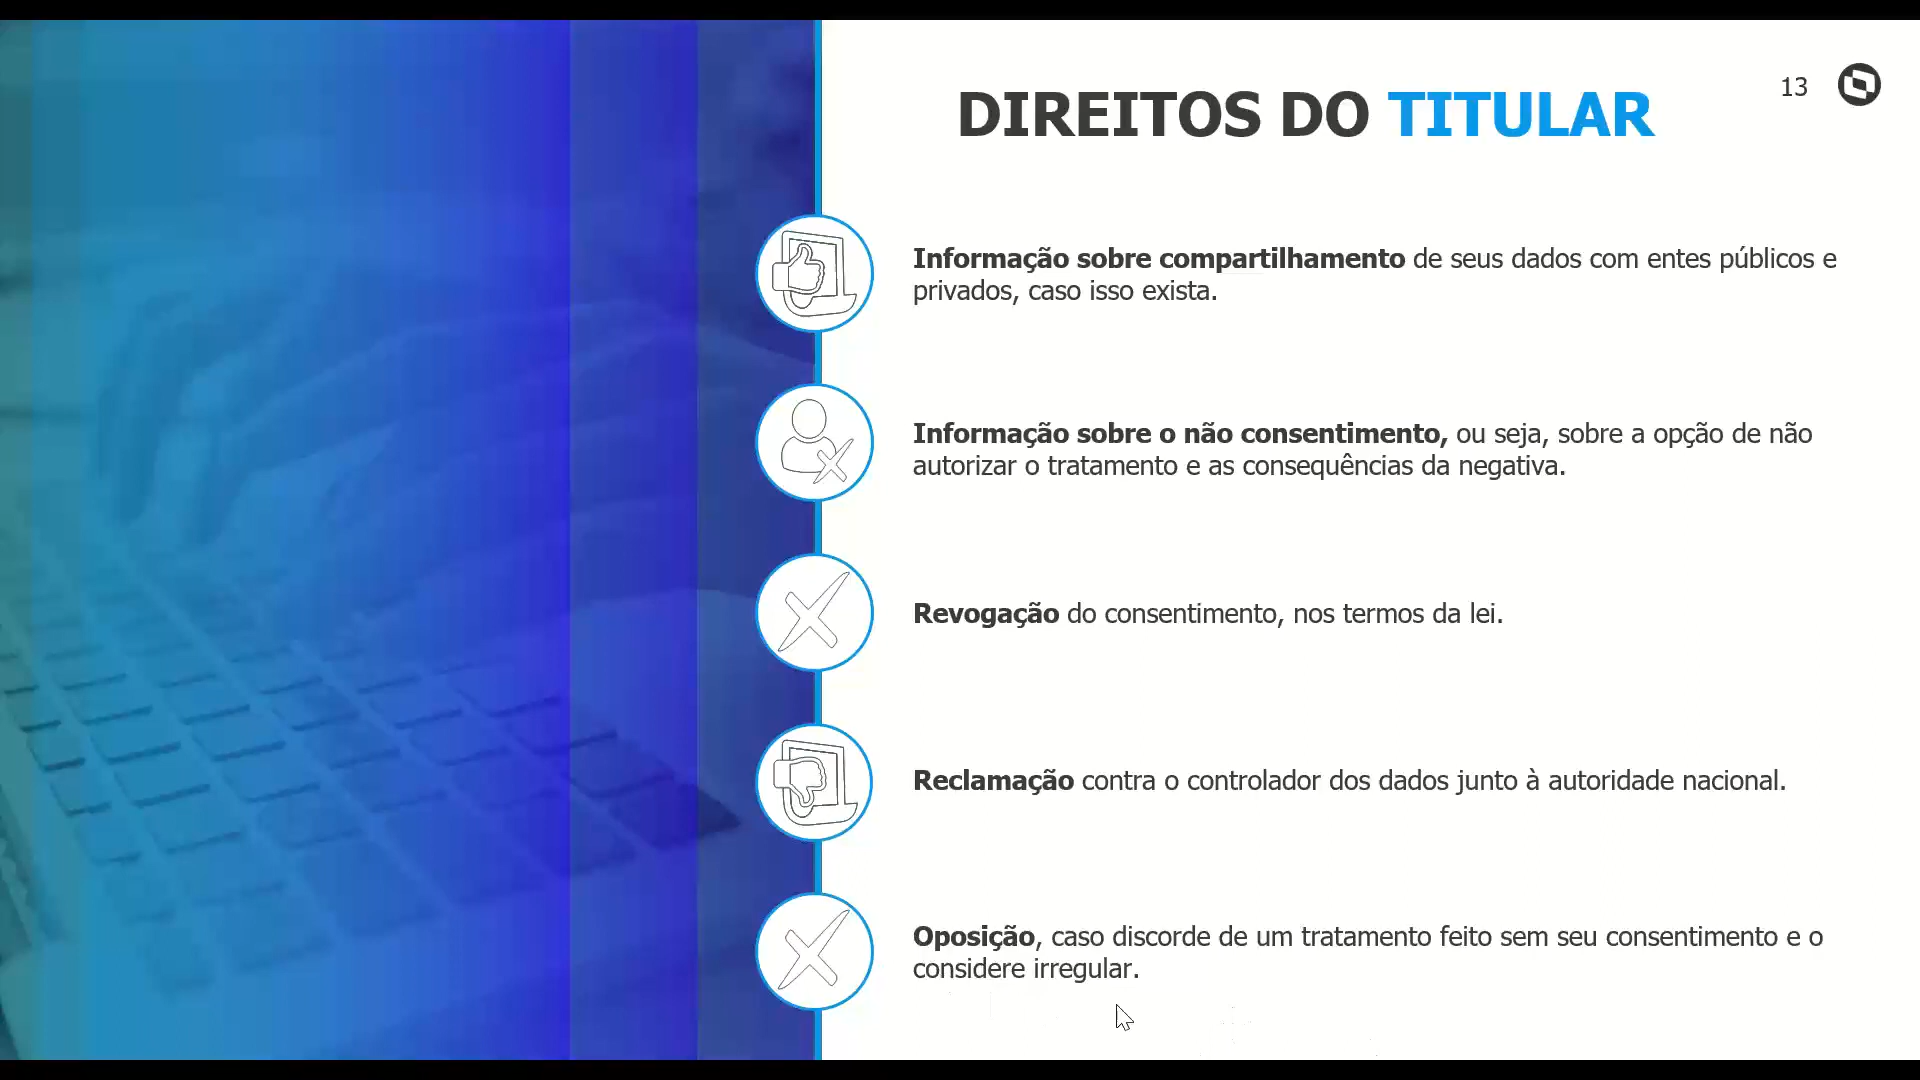 DIREITOS DO TITULAR
13
Informação sobre compartilhamento de seus dados com entes públicos e
privados, caso isso exista.
Informação sobre o não consentimento, ou seja, sobre a opção de não
autorizar o tratamento e as consequências da negativa.
Revogação do consentimento, nos termos da lei.
Reclamação contra o controlador dos dados junto à autoridade nacional.
Oposição, caso discorde de um tratamento feito sem seu consentimento e o
considere irregular.